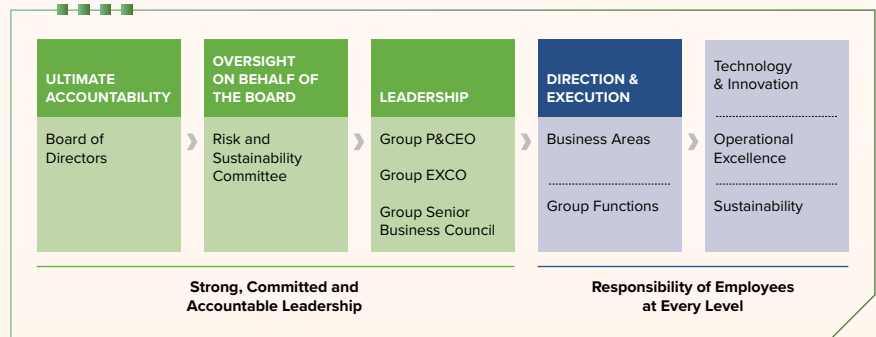 ULTIMATE
ACCOUNTABILITY
Board of
Directors
OVERSIGHT
ON BEHALF OF
THE BOARD
Risk and
Sustainability
Committee
LEADERSHIP
Group P&CEO
Group EXCO
Group Senior
Business Council
DIRECTION &
EXECUTION
Business Areas
Group Functions
Technology
& Innovation
Operational
Excellence
Sustainability
Strong, Committed and
Accountable Leadership
Responsibility of Employees
at Every Level